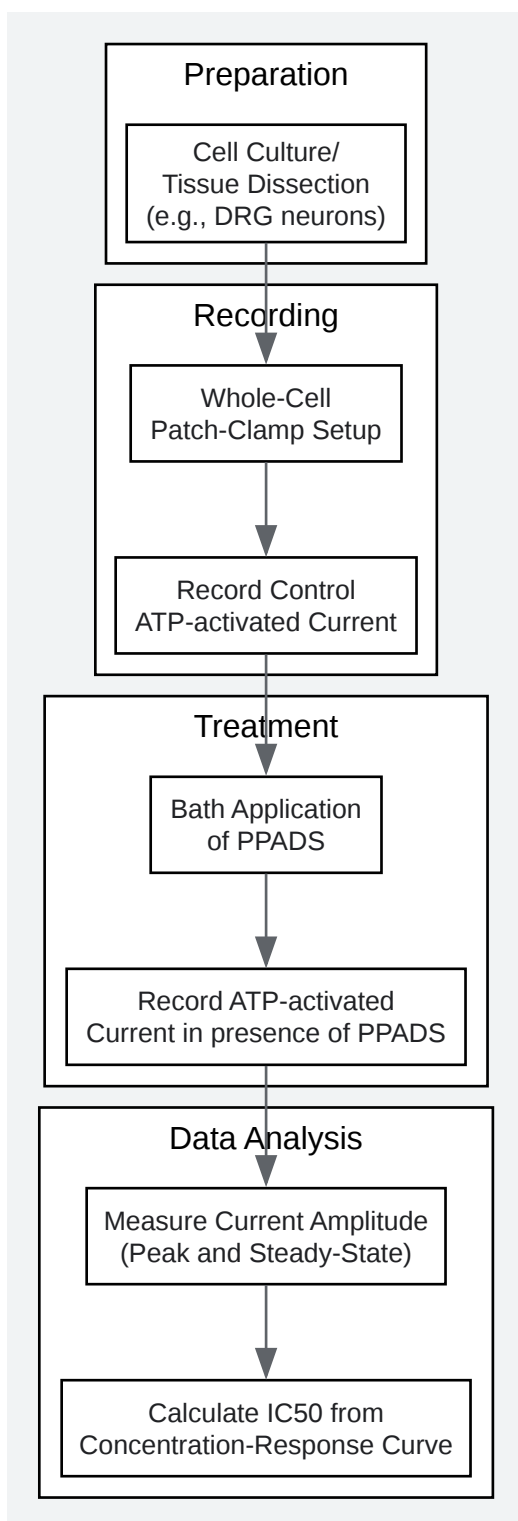 Preparation
Cell Culture/
Tissue Dissection
(e.g., DRG neurons)
Recording
Whole-Cell
Patch-Clamp Setup
Record Control
ATP-activated Current
Treatment
Bath Application
of PPADS
Record ATP-activated
Current in presence of PPADS
Data Analysis
Measure Current Amplitude
(Peak and Steady-State)
Calculate IC50 from
Concentration-Response Curve